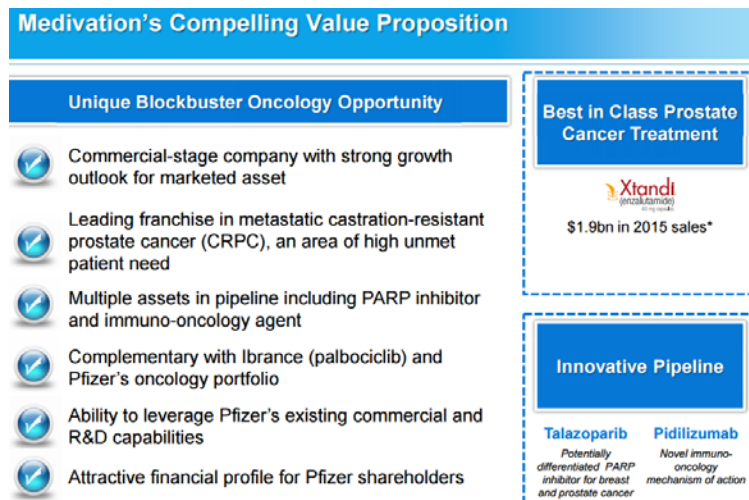 Medivation's Compelling Value Proposition
Unique Blockbuster Oncology Opportunity
Commercial-stage company with strong growth
outlook for marketed asset
Leading franchise in metastatic castration-resistant
prostate cancer (CRPC), an area of high unmet
patient need
Multiple assets in pipeline including PARP inhibitor
and immuno-oncology agent
Complementary with Ibrance (palbociclib) and
Pfizer's oncology portfolio
Ability to leverage Pfizer's existing commercial and
R&D capabilities
Attractive financial profile for Pfizer shareholders
Best in Class Prostate
Cancer Treatment
Xtandi
(enzalutamide)
40 mg capsules
$1.9bn in 2015 sales*
Innovative Pipeline
Talazoparib
Potentially
differentiated PARP
inhibitor for breast
and prostate cancer
Pidilizumab
Novel immuno-
oncology
mechanism of action